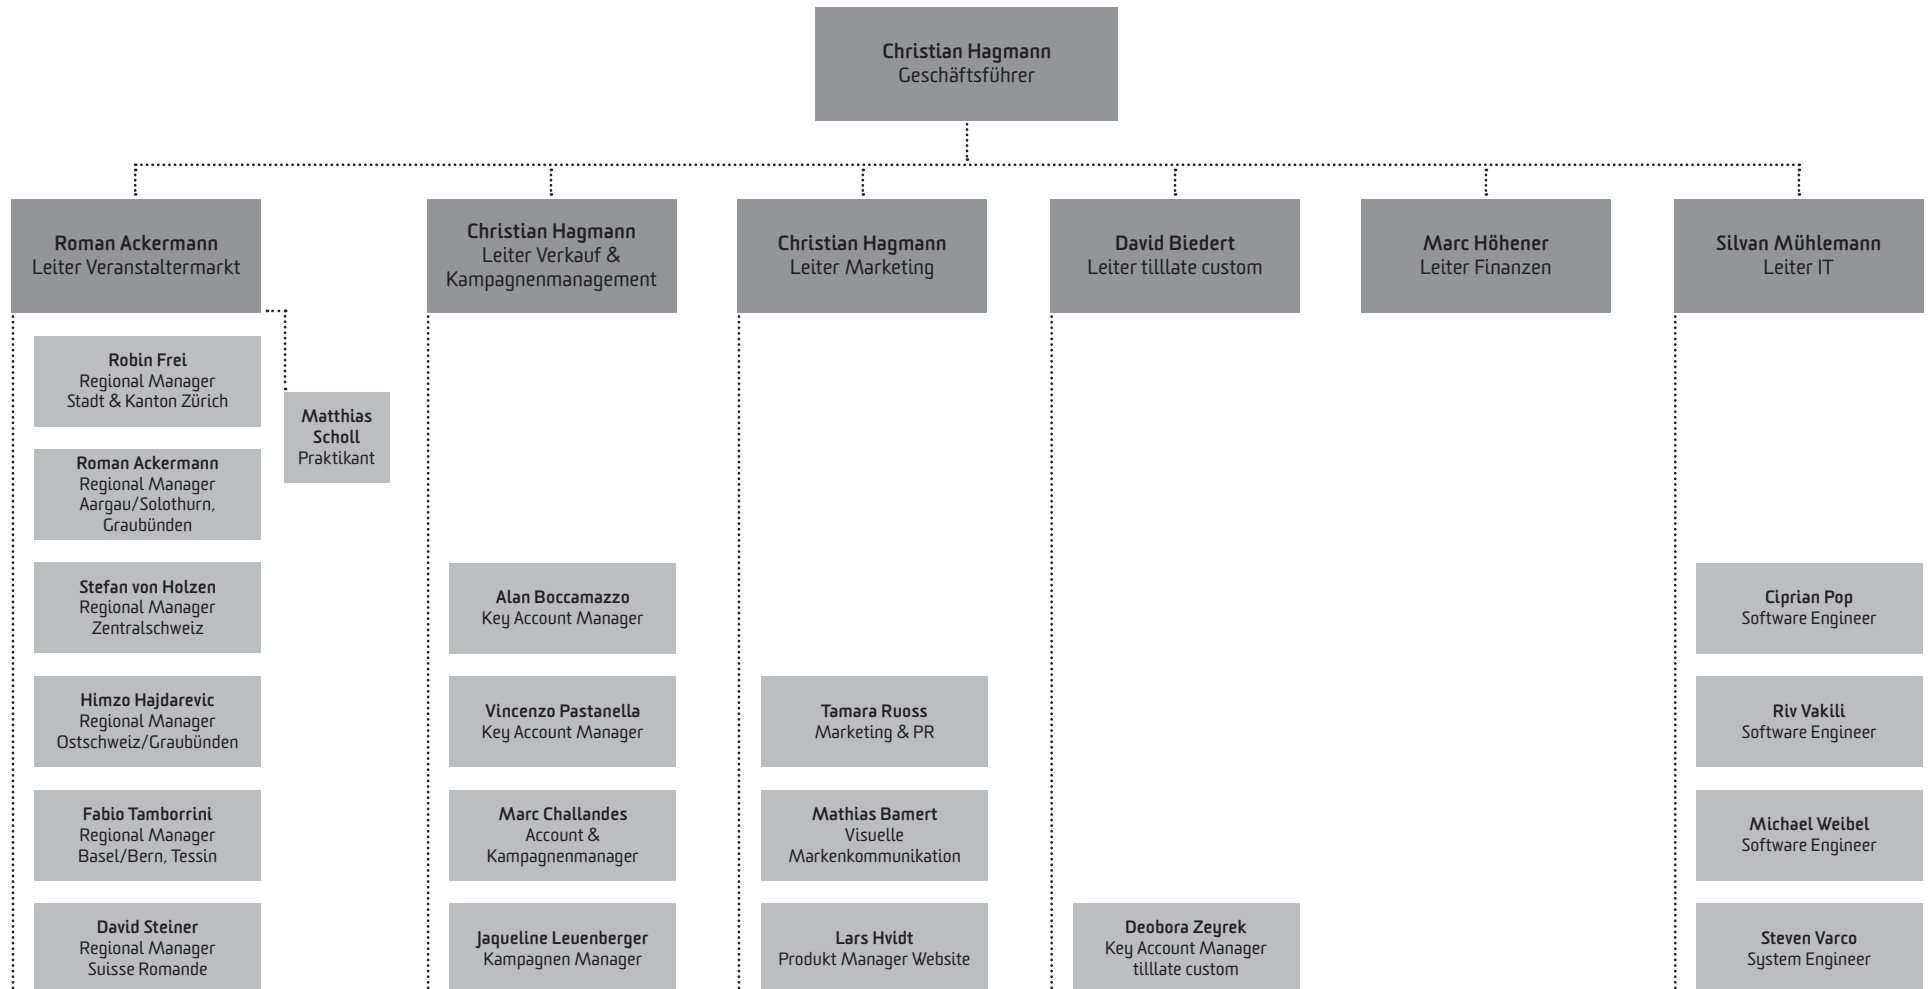 Christian Hagmann
Geschäftsführer
Roman Ackermann
Leiter Veranstaltermarkt
Christian Hagmann
Leiter Verkauf &
Kampagnenmanagement
Christian Hagmann
Leiter Marketing
David Biedert
Leiter tilllate custom
Marc Höhener
Leiter Finanzen
Silvan Mühlemann
Leiter IT
Robin Frei
Regional Manager
Stadt & Kanton Zürich
Matthias
Scholl
Praktikant
Roman Ackermann
Regional Manager
Aargau/Solothurn,
Graubünden
Stefan von Holzen
Regional Manager
Zentralschweiz
Himzo Hajdarevic
Regional Manager
Ostschweiz/Graubünden
Fabio Tamborrini
Regional Manager
Basel/Bern, Tessin
David Steiner
Regional Manager
Suisse Romande
Alan Boccamazzo
Key Account Manager
Vincenzo Pastanella
Key Account Manager
Marc Challandes
Account &
Kampagnenmanager
Jaqueline Leuenberger
Kampagnen Manager
Tamara Ruoss
Marketing & PR
Mathias Bamert
Visuelle
Markenkommunikation
Lars Hvidt
Produkt Manager Website
Deobora Zeyrek
Key Account Manager
tilllate custom
Ciprian Pop
Software Engineer
Riv Vakili
Software Engineer
Michael Weibel
Software Engineer
Steven Varco
System Engineer